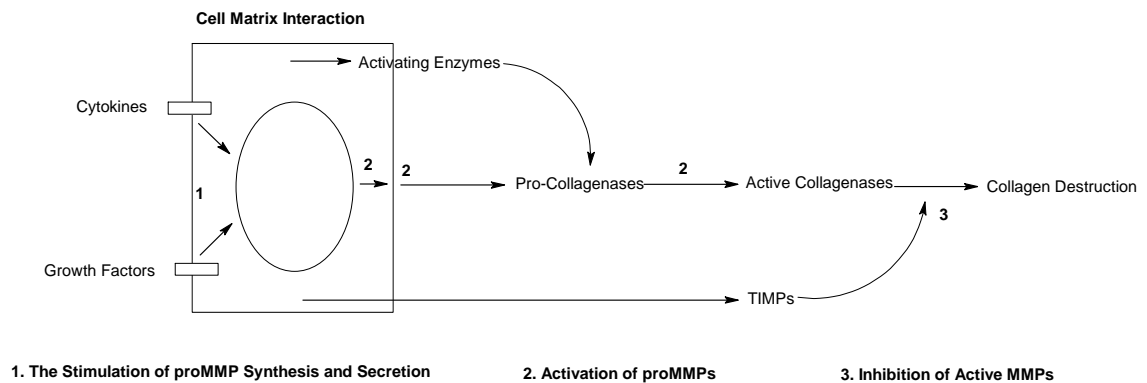 Cell Matrix Interaction
Activating Enzymes
Cytokines
2
2
2
1
Pro-Collagenases
Active Collagenases
Collagen Destruction
3
Growth Factors
TIMPs
1. The Stimulation of proMMP Synthesis and Secretion
2. Activation of proMMPs
3. Inhibition of Active MMPs